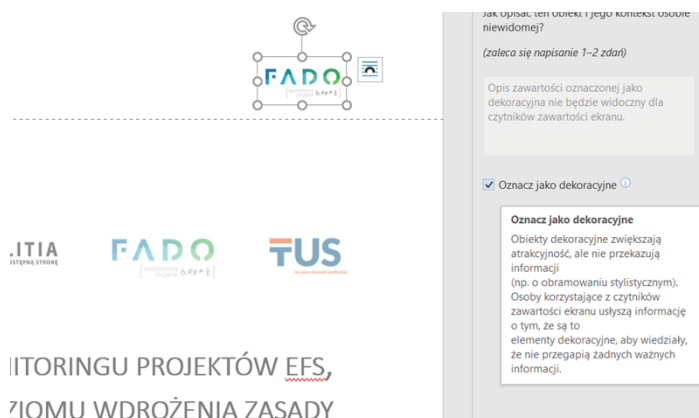 Jak opisać ten obiekt i jego kontekst osobie
niewidomej?
(zaleca się napisanie 1–2 zdań)
Opis zawartości oznaczonej jako
dekoracyjna nie będzie widoczny dla
czytników zawartości ekranu.
Oznacz jako dekoracyjne
Oznacz jako dekoracyjne
Obiekty dekoracyjne zwiększają
atrakcyjność, ale nie przekazują
informacji
(np. o obramowaniu stylistycznym).
Osoby korzystające z czytników
zawartości ekranu usłyszą informację
o tym, że są to
elementy dekoracyjne, aby wiedziały,
że nie przegapią żadnych ważnych
informacji.
FADO
LITIA
FADO
TUS
IITORINGU PROJEKTÓW EFS,
ZIOMU WDROŻENIA ZASADY